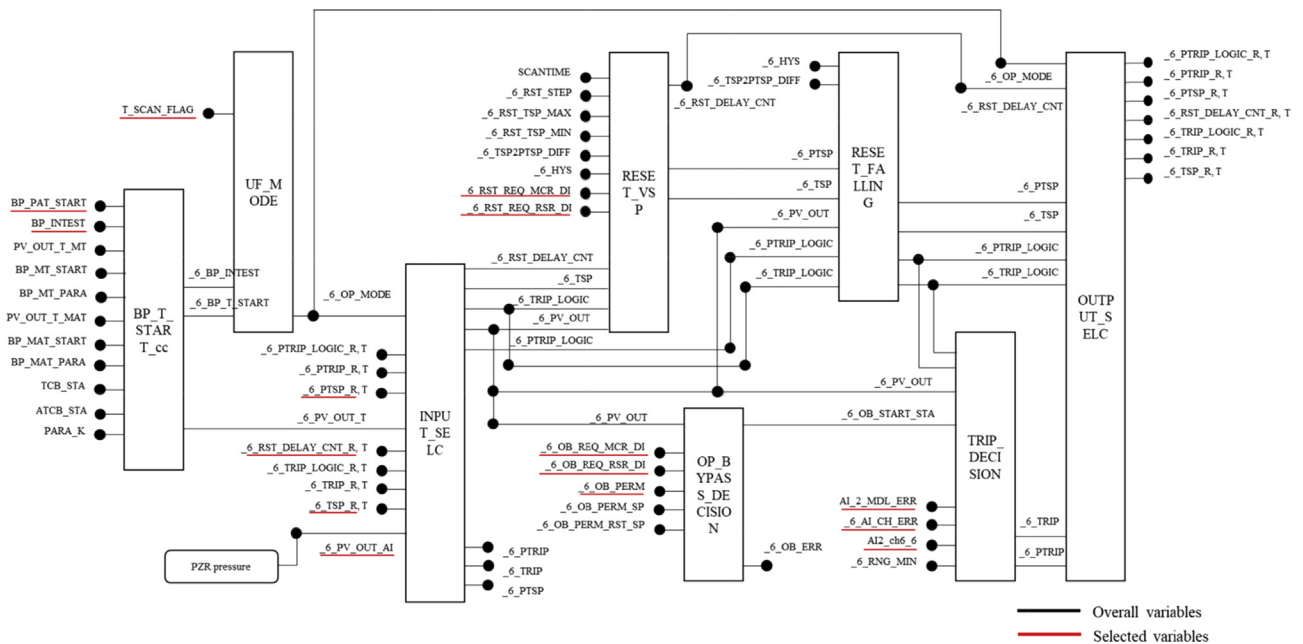 T_SCAN_FLAG
BP_PAT_START
BP_INTEST
PV_OUT_T_MT
BP_MT_START
BP_MT_PARA
PV_OUT_T_MAT
BP_MAT_START
BP_MAT_PARA
TCB_STA
ATCB_STA
PARA_K
BP_T_
STAR
T_cc
_6_BP_INTEST
_6_BP_T_START
UF_M
ODE
_6_OP_MODE
_6_PTRIP_LOGIC_R, T
_6_PTRIP_R, T
_6_PTSP_R, T
_6_PV_OUT_T
_6_RST_DELAY_CNT_R, T
_6_TRIP_LOGIC_R, T
_6_TRIP_R, T
_6_TSP_R, T
_6_PV_OUT_AI
PZR pressure
INPU
T_SE
LC
_6_PTRIP
_6_TRIP
_6_PTSP
_6_RST_DELAY_CNT
_6_TSP
_6_TRIP_LOGIC
_6_PV_OUT
_6_PTRIP_LOGIC
SCANTIME
_6_RST_STEP
_6_RST_TSP_MAX
_6_RST_TSP_MIN
_6_TSP2PTSP_DIFF
_6_HYS
_6_RST_REQ_MCR_DI
_6_RST_REQ_RSR_DI
RESE
T_VS
P
_6_RST_DELAY_CNT
_6_HYS
_6_TSP2PTSP_DIFF
_6_PTSP
_6_TSP
_6_PV_OUT
_6_PTRIP_LOGIC
_6_TRIP_LOGIC
RESE
T_FA
LLIN
G
_6_PV_OUT
_6_OB_REQ_MCR_DI
_6_OB_REQ_RSR_DI
_6_OB_PERM
_6_OB_PERM_SP
_6_OB_PERM_RST_SP
OP_B
YPAS
S_DE
CISIO
N
_6_OB_ERR
_6_PV_OUT
_6_OB_START_STA
AI_2_MDL_ERR
_6_AI_CH_ERR
AI2_ch6_6
_6_RNG_MIN
TRIP_
DECI
SION
_6_OP_MODE
_6_RST_DELAY_CNT
_6_PTSP
_6_TSP
_6_PTRIP_LOGIC
_6_TRIP_LOGIC
_6_TRIP
_6_PTRIP
OUTP
UT_S
ELC
_6_PTRIP_LOGIC_R, T
_6_PTRIP_R, T
_6_PTSP_R, T
_6_RST_DELAY_CNT_R, T
_6_TRIP_LOGIC_R, T
_6_TRIP_R, T
_6_TSP_R, T
Overall variables
Selected variables